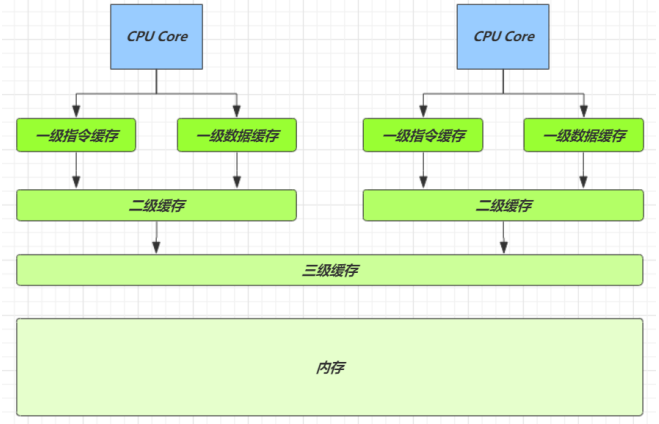 CPU Core
CPU Core
一级指令缓存
一级数据缓存
一级指令缓存
一级数据缓存
二级缓存
二级缓存
三级缓存
内存